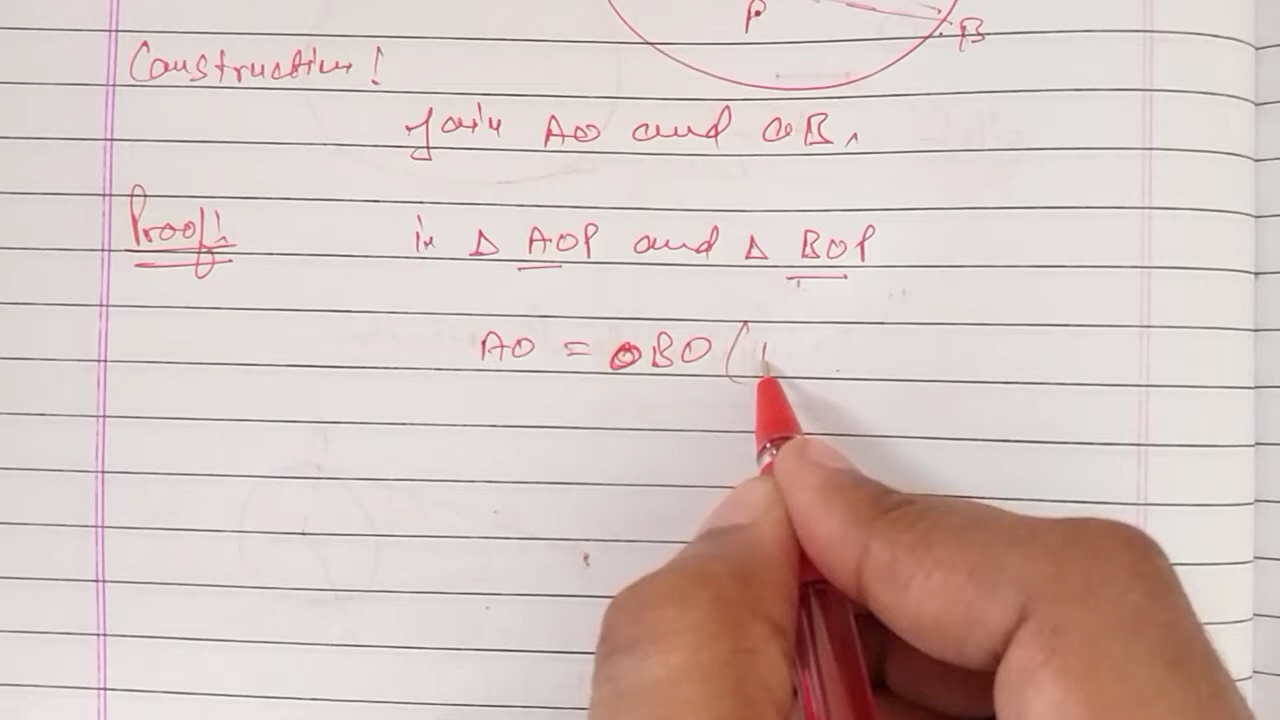 P
B
Construction!
Join AO and OB.
Proof! in Δ AOP and Δ BOP
AO = BO (